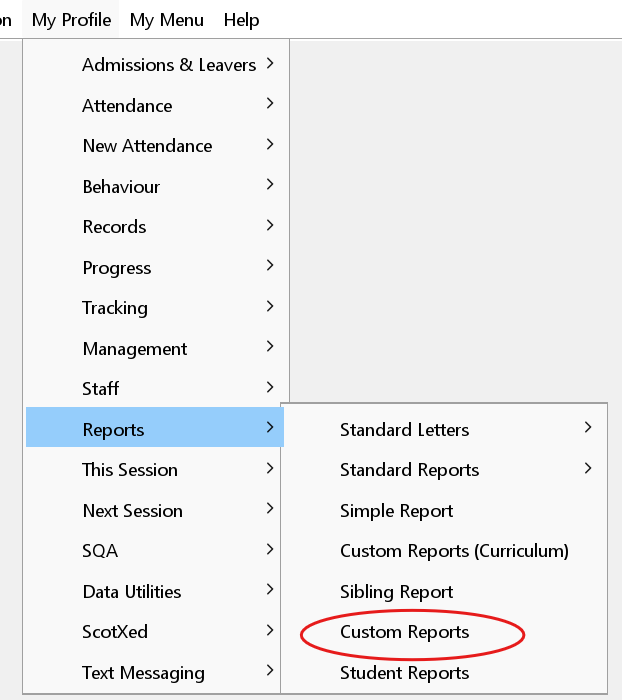 on My Profile My Menu Help
Admissions & Leavers
Attendance
New Attendance
Behaviour
Records
Progress
Tracking
Management
Staff
Reports
This Session
Next Session
SQA
Data Utilities
ScotXed
Text Messaging
Standard Letters
Standard Reports
Simple Report
Custom Reports (Curriculum)
Sibling Report
Custom Reports
Student Reports